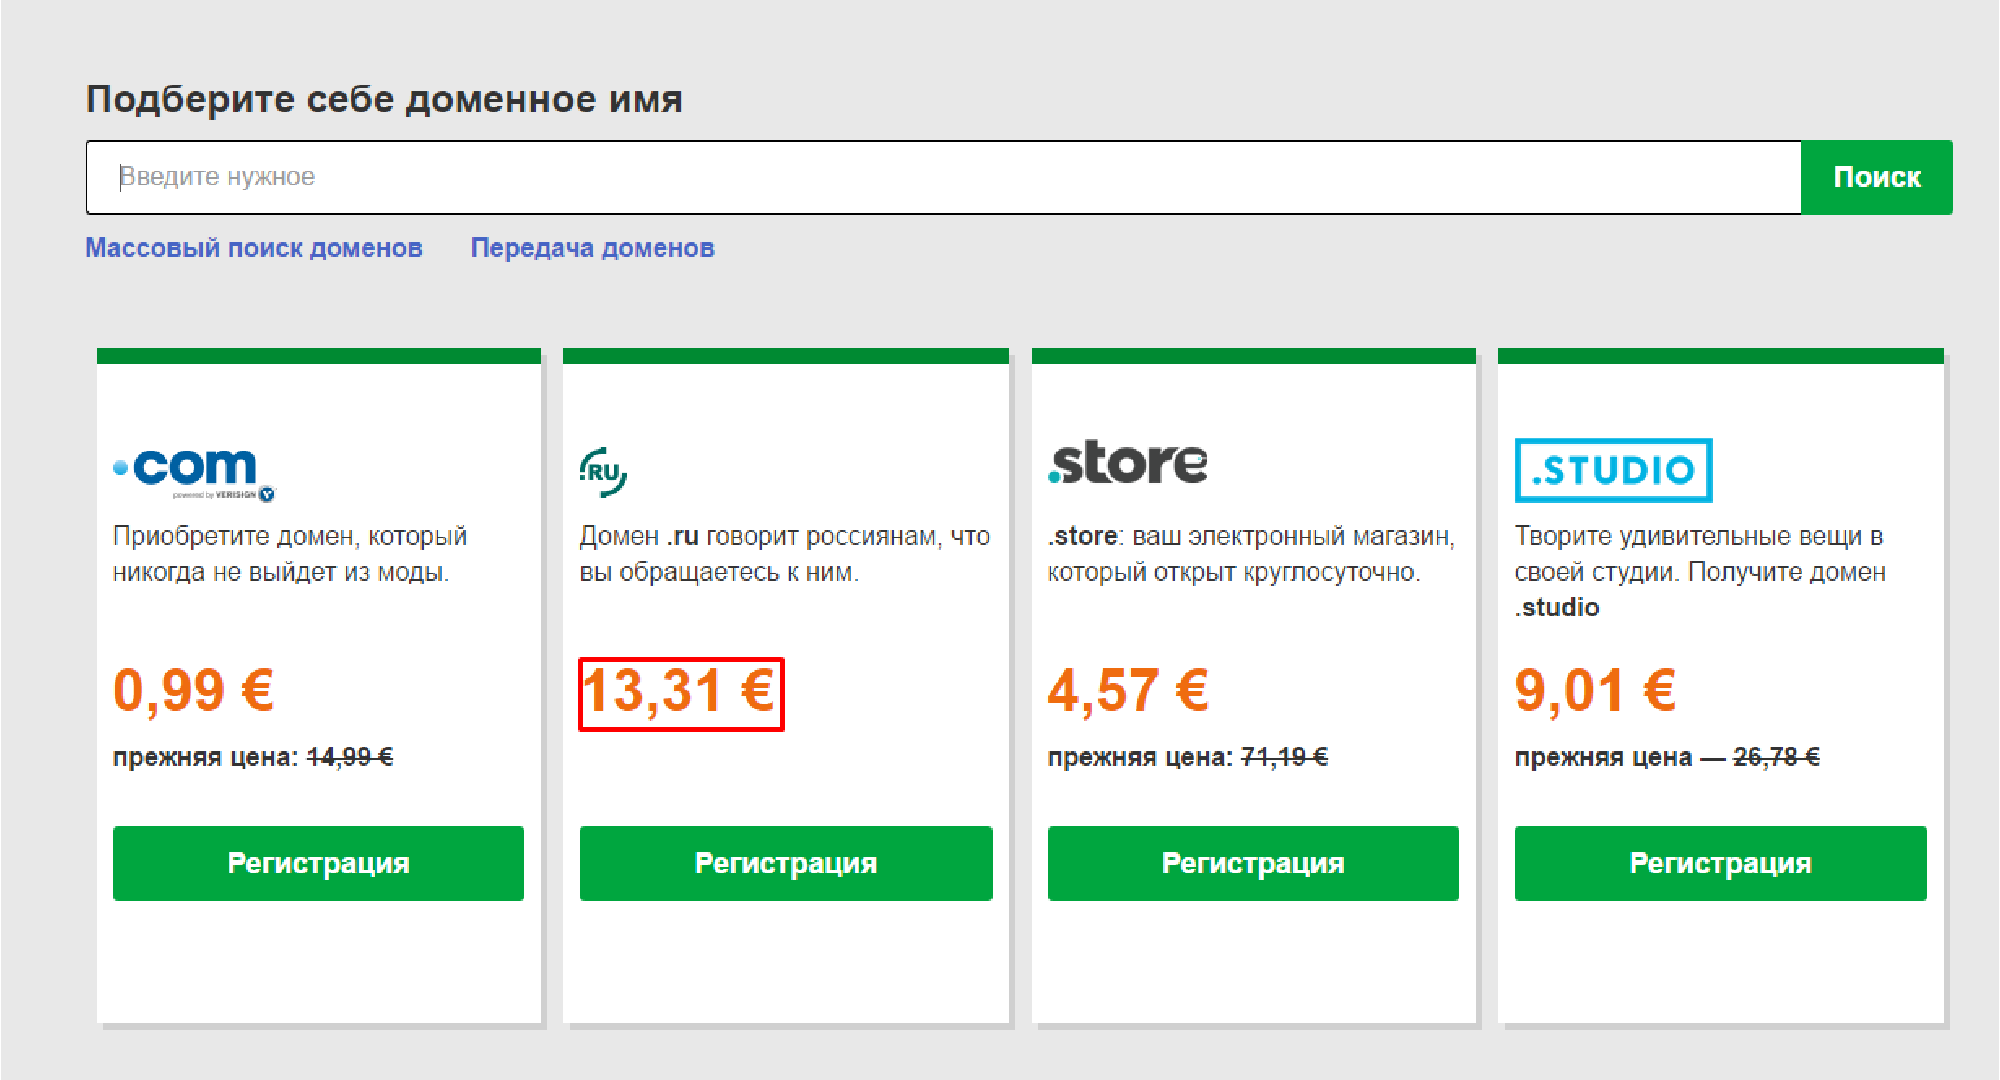 Подберите себе доменное имя
Введите нужное
Поиск
Массовый поиск доменов
Передача доменов
.com
powered by VERISIGN
Приобретите домен, который
никогда не выйдет из моды.
0,99 €
прежняя цена: 14,99 €
Регистрация
.RU
Домен .ru говорит россиянам, что
вы обращаетесь к ним.
13,31 €
Регистрация
.store
.store: ваш электронный магазин,
который открыт круглосуточно.
4,57 €
прежняя цена: 71,19 €
Регистрация
.STUDIO
Творите удивительные вещи в
своей студии. Получите домен
.studio
9,01 €
прежняя цена — 26,78 €
Регистрация